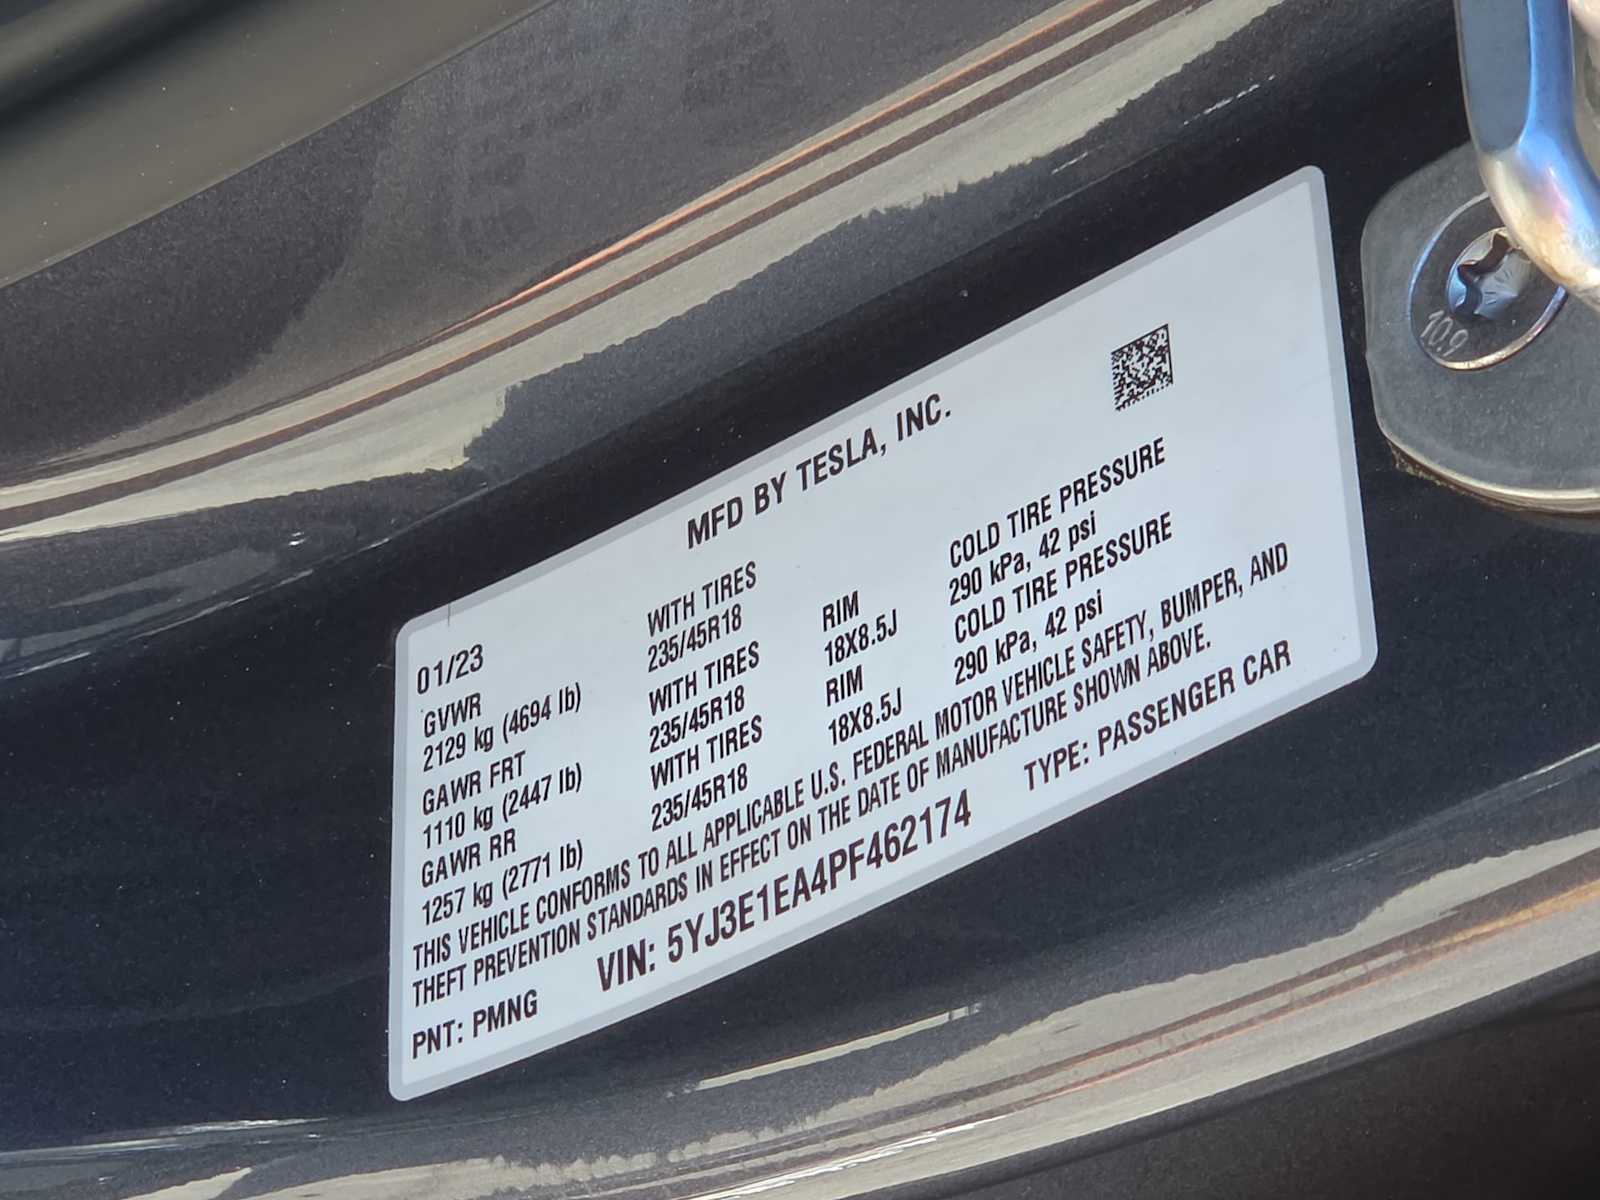 MFD BY TESLA, INC.
01/23
GVWR WITH TIRES RIM COLD TIRE PRESSURE
2129 kg (4694 lb) 235/45R18 18X8.5J 290 kPa, 42 psi
GAWR FRT WITH TIRES RIM COLD TIRE PRESSURE
1110 kg (2447 lb) 235/45R18 18X8.5J 290 kPa, 42 psi
GAWR RR WITH TIRES
1257 kg (2771 lb) 235/45R18
THIS VEHICLE CONFORMS TO ALL APPLICABLE U.S. FEDERAL MOTOR VEHICLE SAFETY, BUMPER, AND
THEFT PREVENTION STANDARDS IN EFFECT ON THE DATE OF MANUFACTURE SHOWN ABOVE.
VIN: 5YJ3E1EA4PF462174 TYPE: PASSENGER CAR
PNT: PMNG
10.9